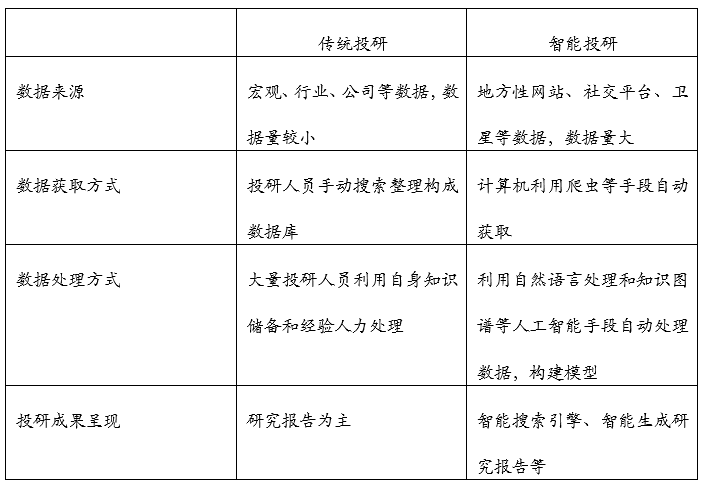 传统投研 智能投研
数据来源 宏观、行业、公司等数据，数 地方性网站、社交平台、卫
据量较小 星等数据，数据量大
数据获取方式 投研人员手动搜索整理构成 计算机利用爬虫等手段自动
数据库 获取
数据处理方式 大量投研人员利用自身知识 利用自然语言处理和知识图
储备和经验人力处理 谱等人工智能手段自动处理
数据，构建模型
投研成果呈现 研究报告为主 智能搜索引擎、智能生成研
究报告等